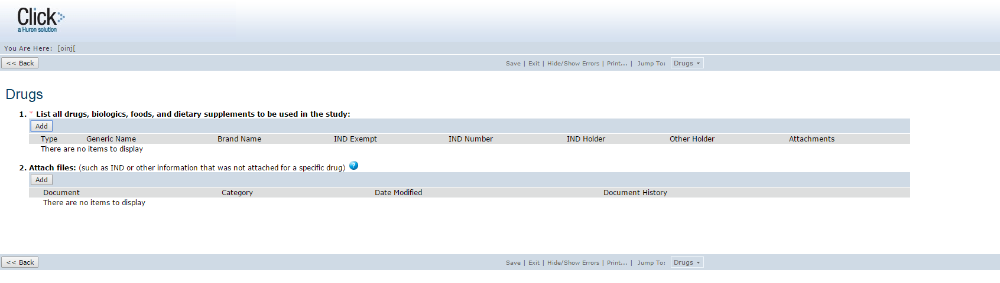 Click
a Huron solution
You Are Here: [oinj[
<< Back
Save | Exit | Hide/Show Errors | Print... | Jump To: Drugs
Drugs
1. * List all drugs, biologics, foods, and dietary supplements to be used in the study:
Add
Type Generic Name Brand Name IND Exempt IND Number IND Holder Other Holder Attachments
There are no items to display
2. Attach files: (such as IND or other information that was not attached for a specific drug) ?
Add
Document Category Date Modified Document History
There are no items to display
<< Back
Save | Exit | Hide/Show Errors | Print... | Jump To: Drugs